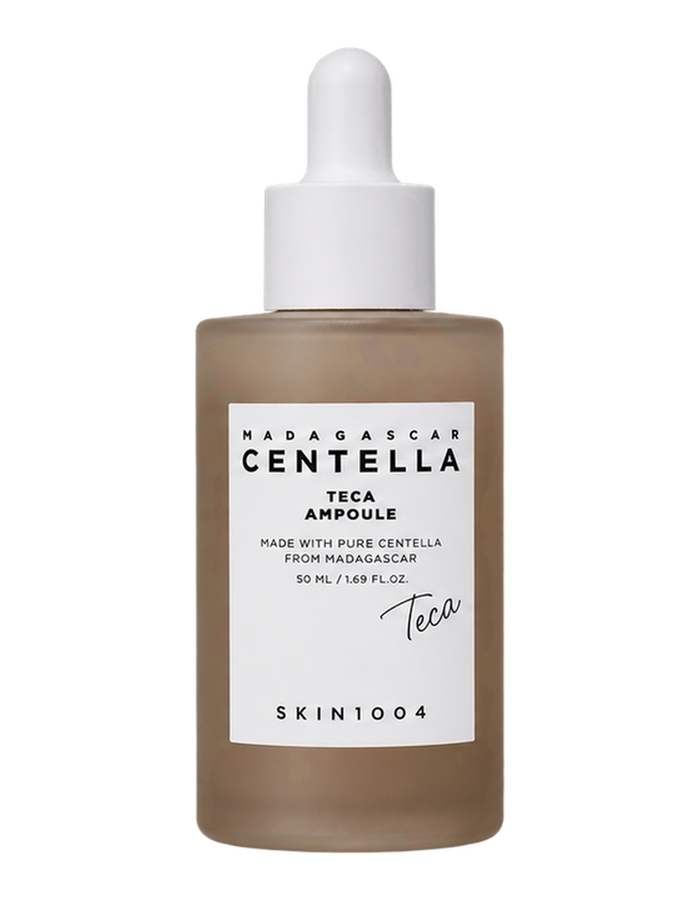 MADAGASCAR
CENTELLA
TECA
AMPOULE
MADE WITH PURE CENTELLA
FROM MADAGASCAR
50 ML / 1.69 FL.OZ.
Teca
SKIN1004